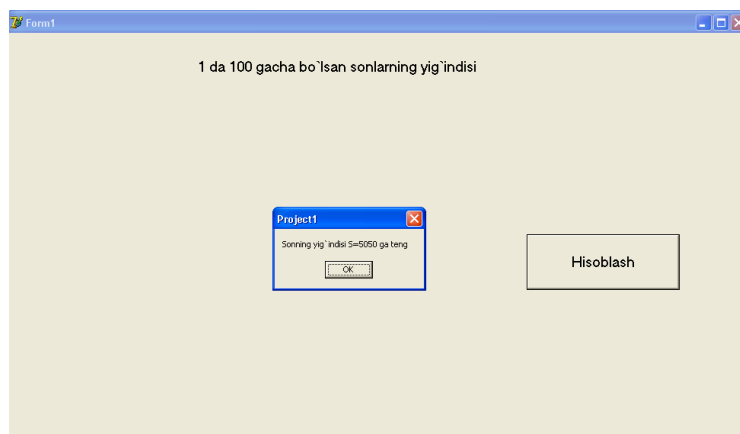 Form1
1 da 100 gacha bo`lsan sonlarning yig`indisi
Project1
Sonning yig`indisi S=5050 ga teng
OK
Hisoblash